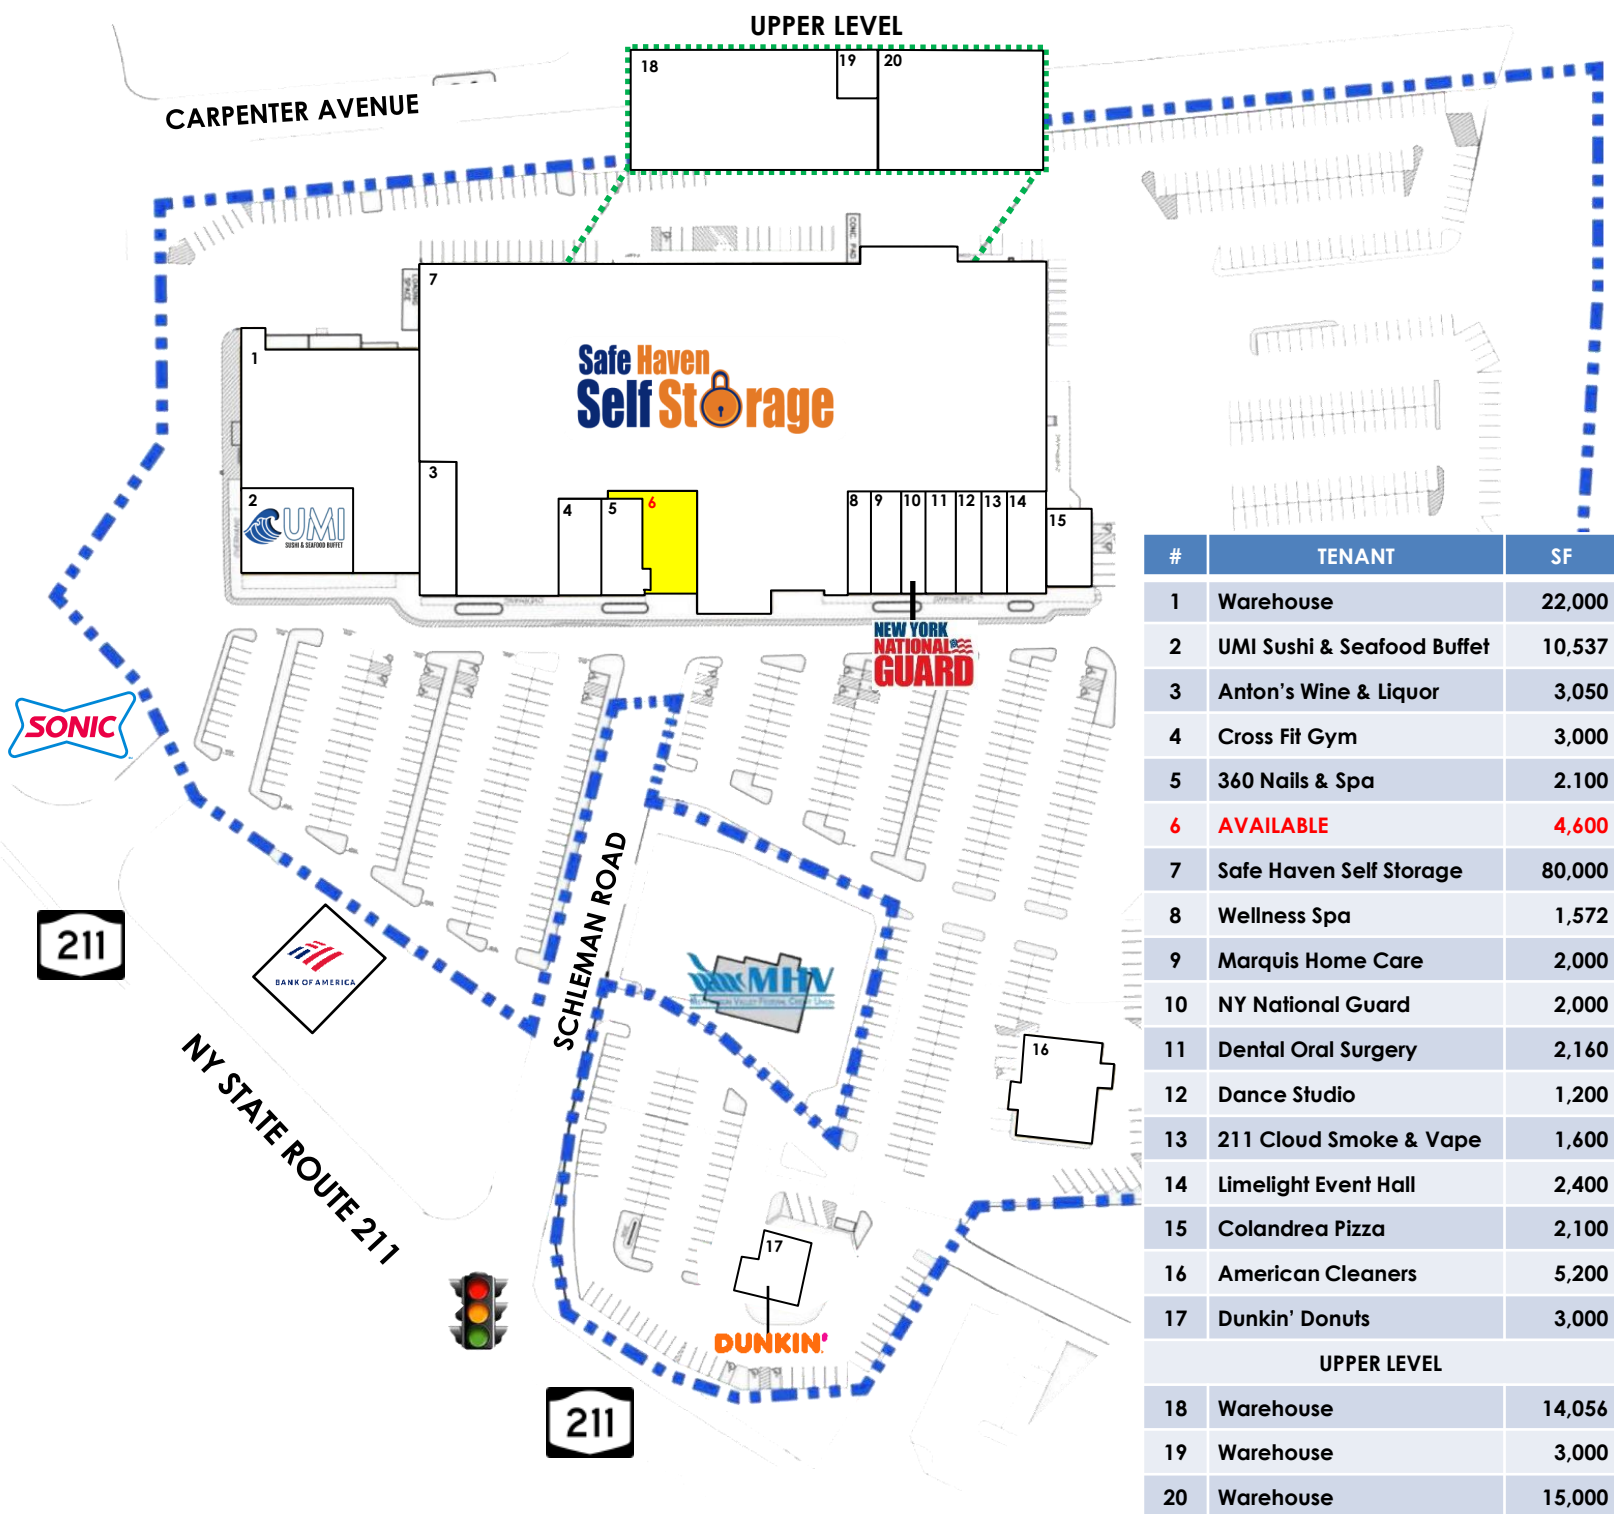 UPPER LEVEL
18
19
20
CARPENTER AVENUE
CONC. PAD
LOADING SPACE
7
Safe Haven
Self Storage
1
2
UMI
SUSHI & SEAFOOD BUFFET
3
4
5
6
8
9
10
11
12
13
14
15
NEW YORK
NATIONAL
GUARD
SONIC
SCHLEMAN ROAD
211
BANK OF AMERICA
MHV
NY STATE ROUTE 211
16
17
DUNKIN'
211
# TENANT SF
1 Warehouse 22,000
2 UMI Sushi & Seafood Buffet 10,537
3 Anton’s Wine & Liquor 3,050
4 Cross Fit Gym 3,000
5 360 Nails & Spa 2.100
6 AVAILABLE 4,600
7 Safe Haven Self Storage 80,000
8 Wellness Spa 1,572
9 Marquis Home Care 2,000
10 NY National Guard 2,000
11 Dental Oral Surgery 2,160
12 Dance Studio 1,200
13 211 Cloud Smoke & Vape 1,600
14 Limelight Event Hall 2,400
15 Colandrea Pizza 2,100
16 American Cleaners 5,200
17 Dunkin’ Donuts 3,000
UPPER LEVEL
18 Warehouse 14,056
19 Warehouse 3,000
20 Warehouse 15,000